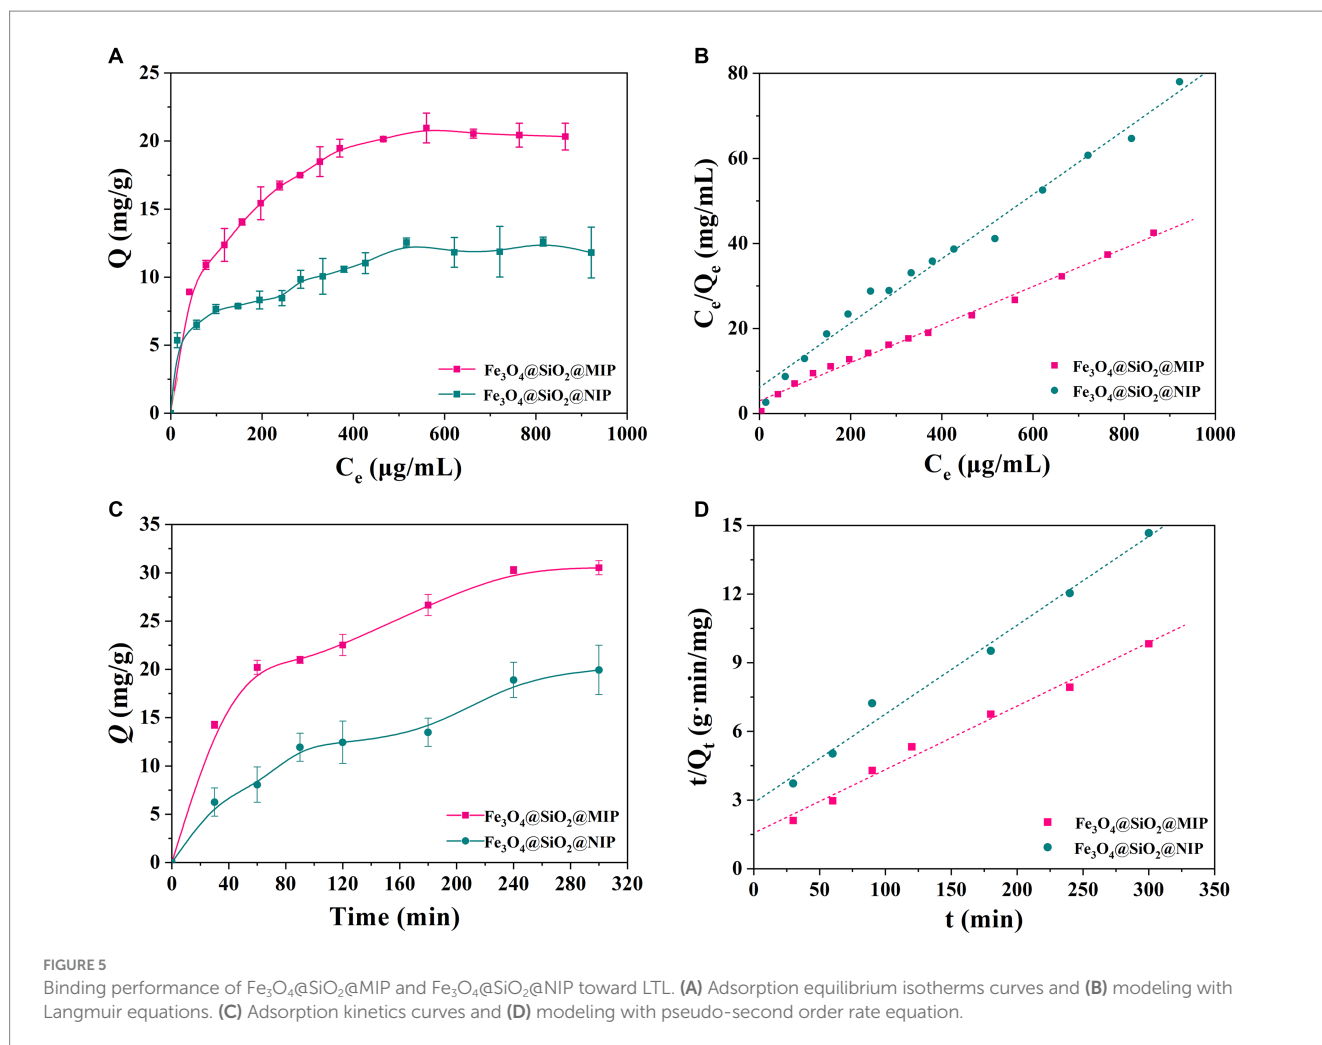 A
25
20
15
10
5
0
Q (mg/g)
Fe₃O₄@SiO₂@MIP
Fe₃O₄@SiO₂@NIP
0 200 400 600 800 1000
Cₑ (μg/mL)
B
80
60
40
20
0
Cₑ/Qₑ (mg/mL)
Fe₃O₄@SiO₂@MIP
Fe₃O₄@SiO₂@NIP
0 200 400 600 800 1000
Cₑ (μg/mL)
C
35
30
25
20
15
10
5
0
Q (mg/g)
Fe₃O₄@SiO₂@MIP
Fe₃O₄@SiO₂@NIP
0 40 80 120 160 200 240 280 320
Time (min)
D
15
12
9
6
3
0
t/Qₜ (g·min/mg)
Fe₃O₄@SiO₂@MIP
Fe₃O₄@SiO₂@NIP
0 50 100 150 200 250 300 350
t (min)
FIGURE 5
Binding performance of Fe₃O₄@SiO₂@MIP and Fe₃O₄@SiO₂@NIP toward LTL. (A) Adsorption equilibrium isotherms curves and (B) modeling with
Langmuir equations. (C) Adsorption kinetics curves and (D) modeling with pseudo-second order rate equation.